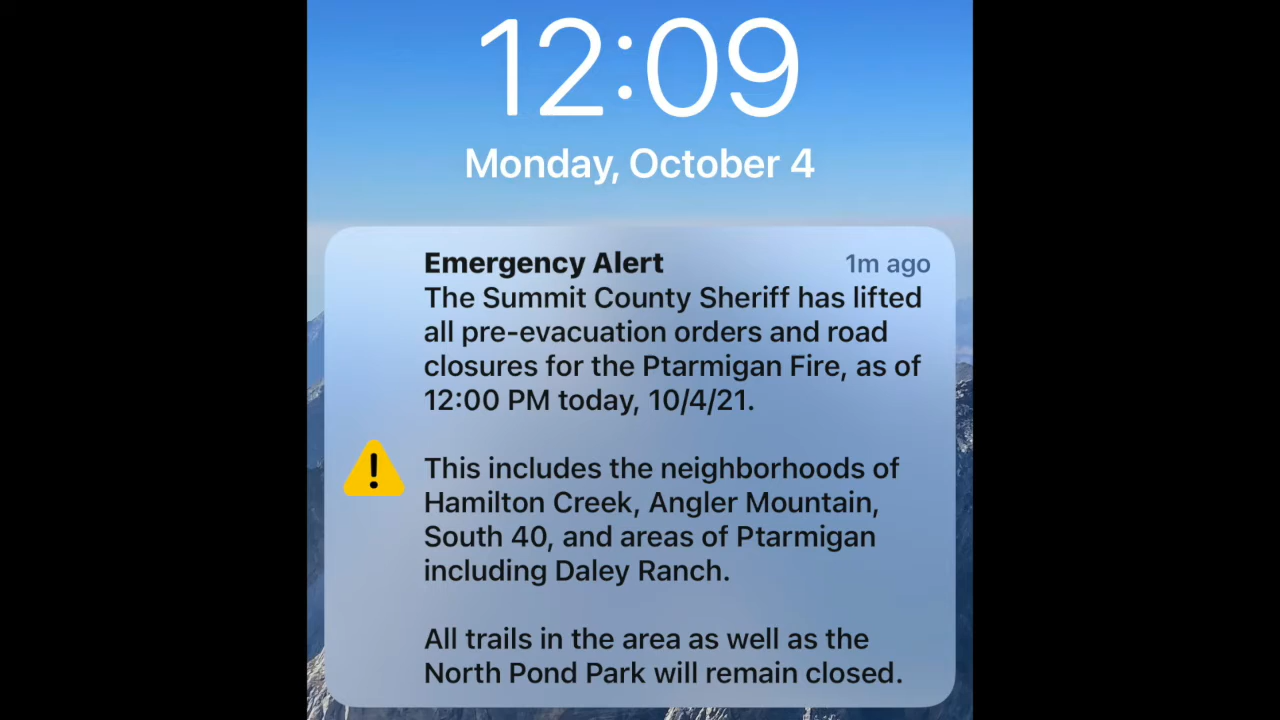 12:09
Monday, October 4
Emergency Alert 1m ago
The Summit County Sheriff has lifted
all pre-evacuation orders and road
closures for the Ptarmigan Fire, as of
12:00 PM today, 10/4/21.
This includes the neighborhoods of
Hamilton Creek, Angler Mountain,
South 40, and areas of Ptarmigan
including Daley Ranch.
All trails in the area as well as the
North Pond Park will remain closed.